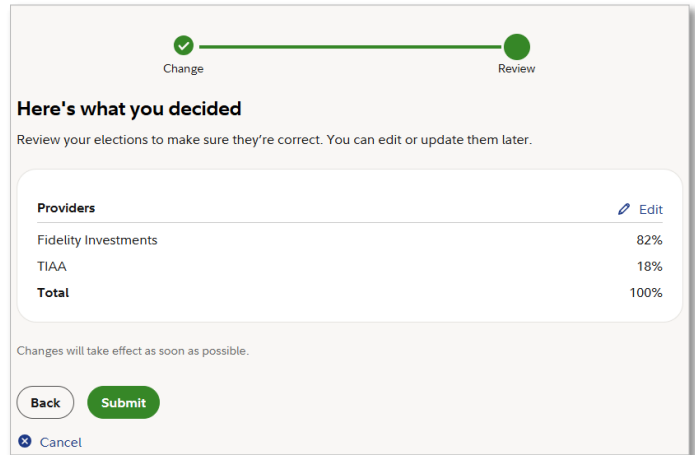 Change
Review
Here's what you decided
Review your elections to make sure they're correct. You can edit or update them later.
Providers Edit
Fidelity Investments 82%
TIAA 18%
Total 100%
Changes will take effect as soon as possible.
Back Submit
Cancel